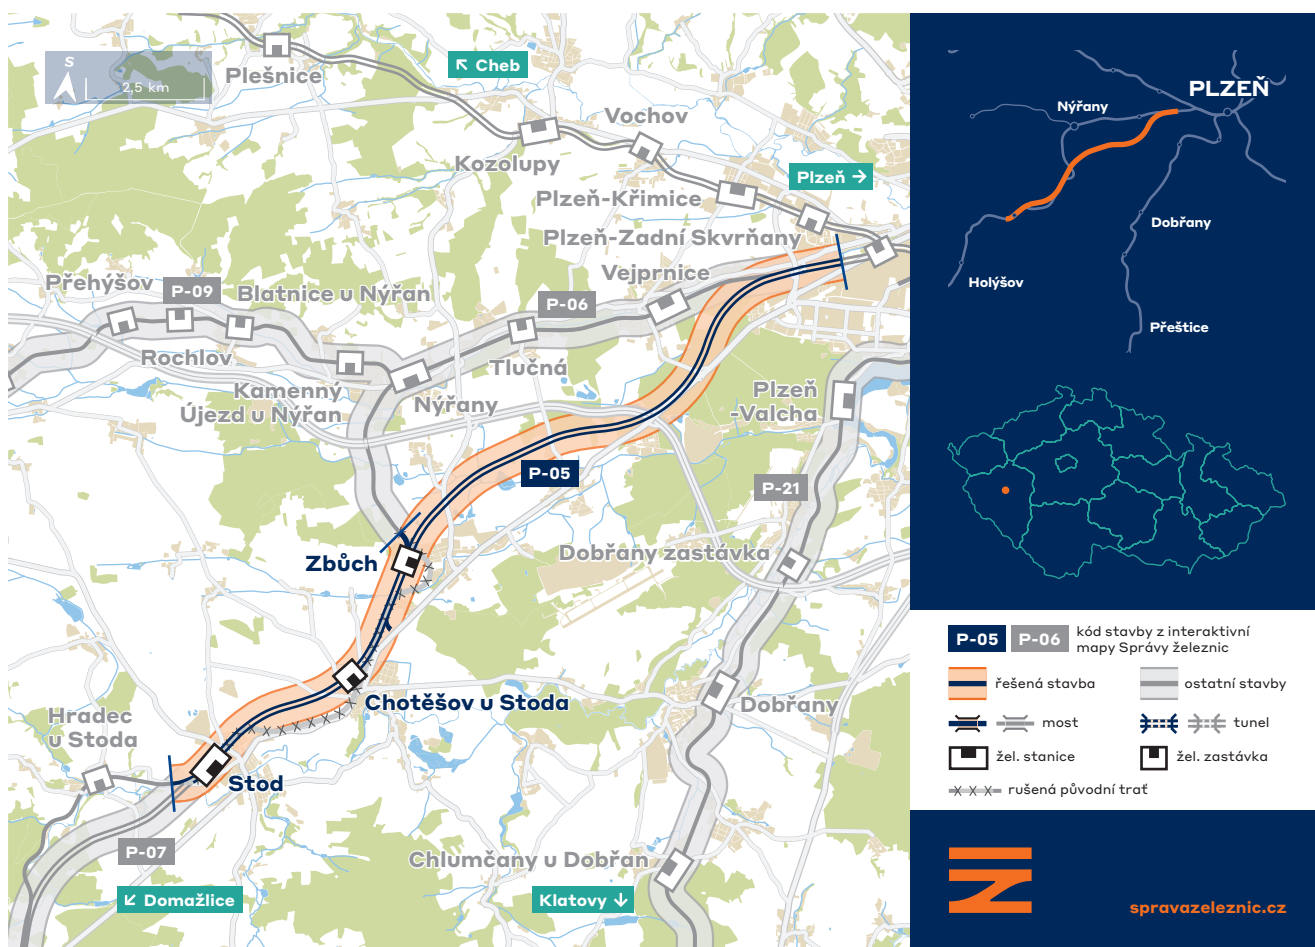 S
2,5 km
Plešnice
Cheb
Vochov
Kozolupy
Plzeň
Plzeň-Křimice
Plzeň-Zadní Skvrňany
Vejprnice
Přehýšov
P-09
Blatnice u Nýřan
P-06
Rochlov
Tlučná
Kamenný
Újezd u Nýřan
Nýřany
Plzeň
-Valcha
P-05
P-21
Zbůch
Dobřany zastávka
Chotěšov u Stoda
Dobřany
Hradec
u Stoda
Stod
P-07
Chlumčany u Dobřan
Domažlice
Klatovy
PLZEŇ
Nýřany
Dobřany
Holýšov
Přeštice
P-05
P-06
kód stavby z interaktivní
mapy Správy železnic
řešená stavba
ostatní stavby
most
tunel
žel. stanice
žel. zastávka
rušená původní trať
spravazeleznic.cz